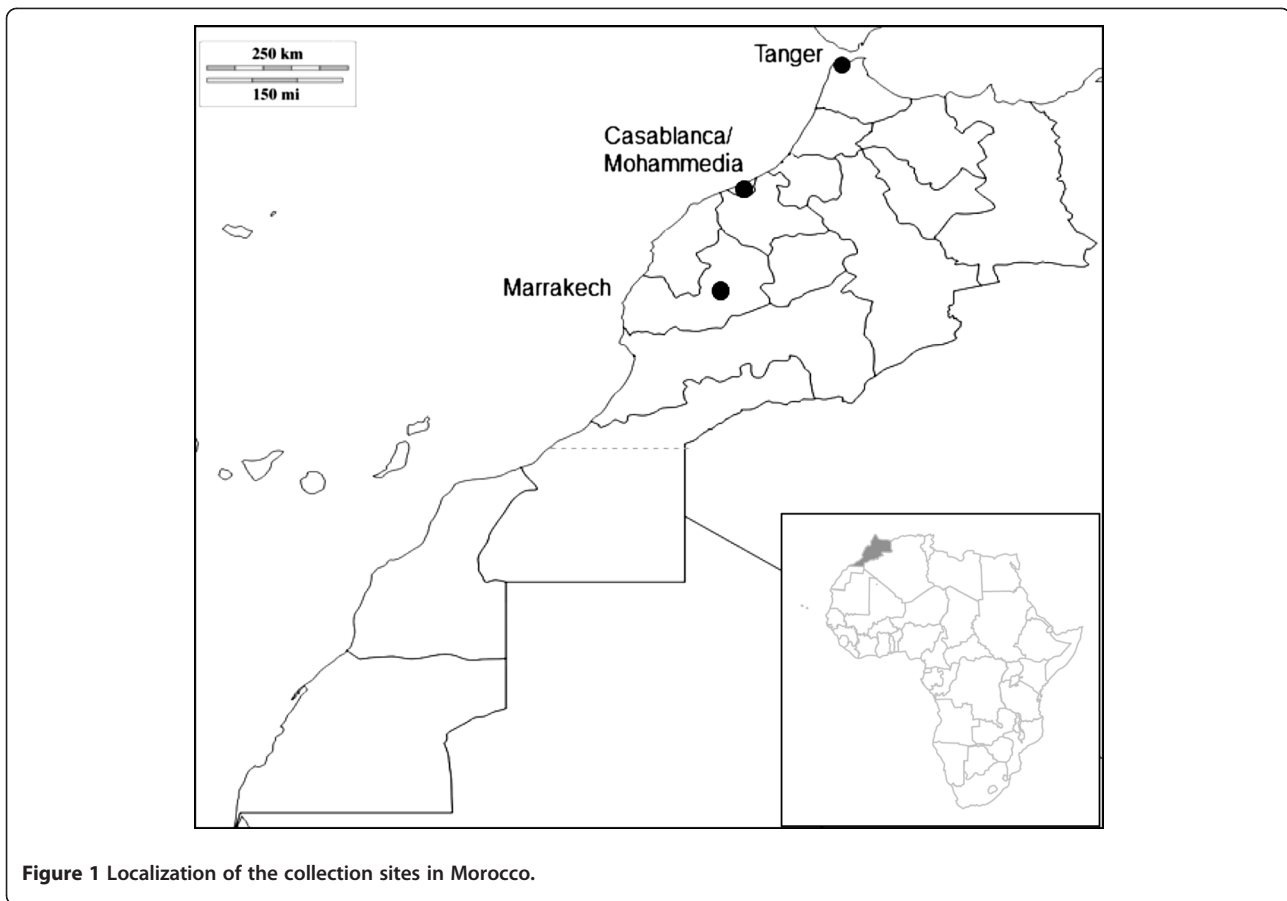 250 km
150 mi
Tanger
Casablanca/
Mohammedia
Marrakech
Figure 1 Localization of the collection sites in Morocco.